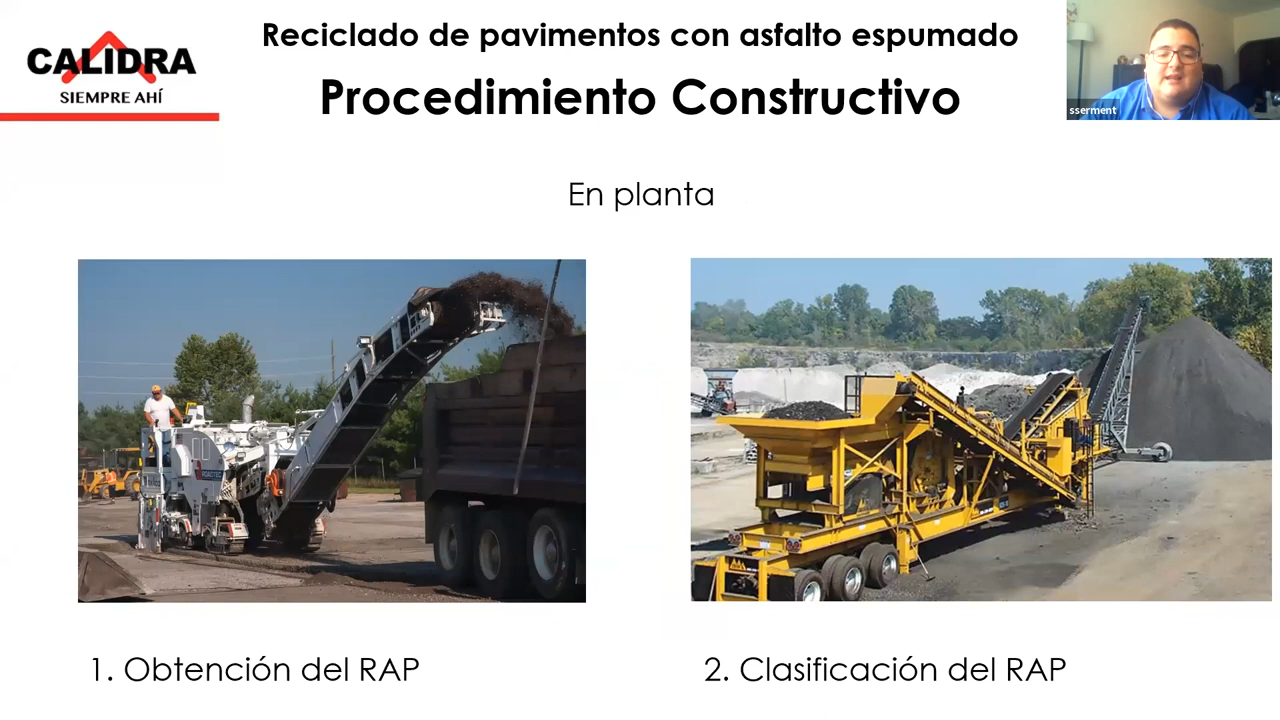 CALIDRA
SIEMPRE AHÍ
Reciclado de pavimentos con asfalto espumado
Procedimiento Constructivo
sserment
En planta
ROADTEC
1. Obtención del RAP
2. Clasificación del RAP